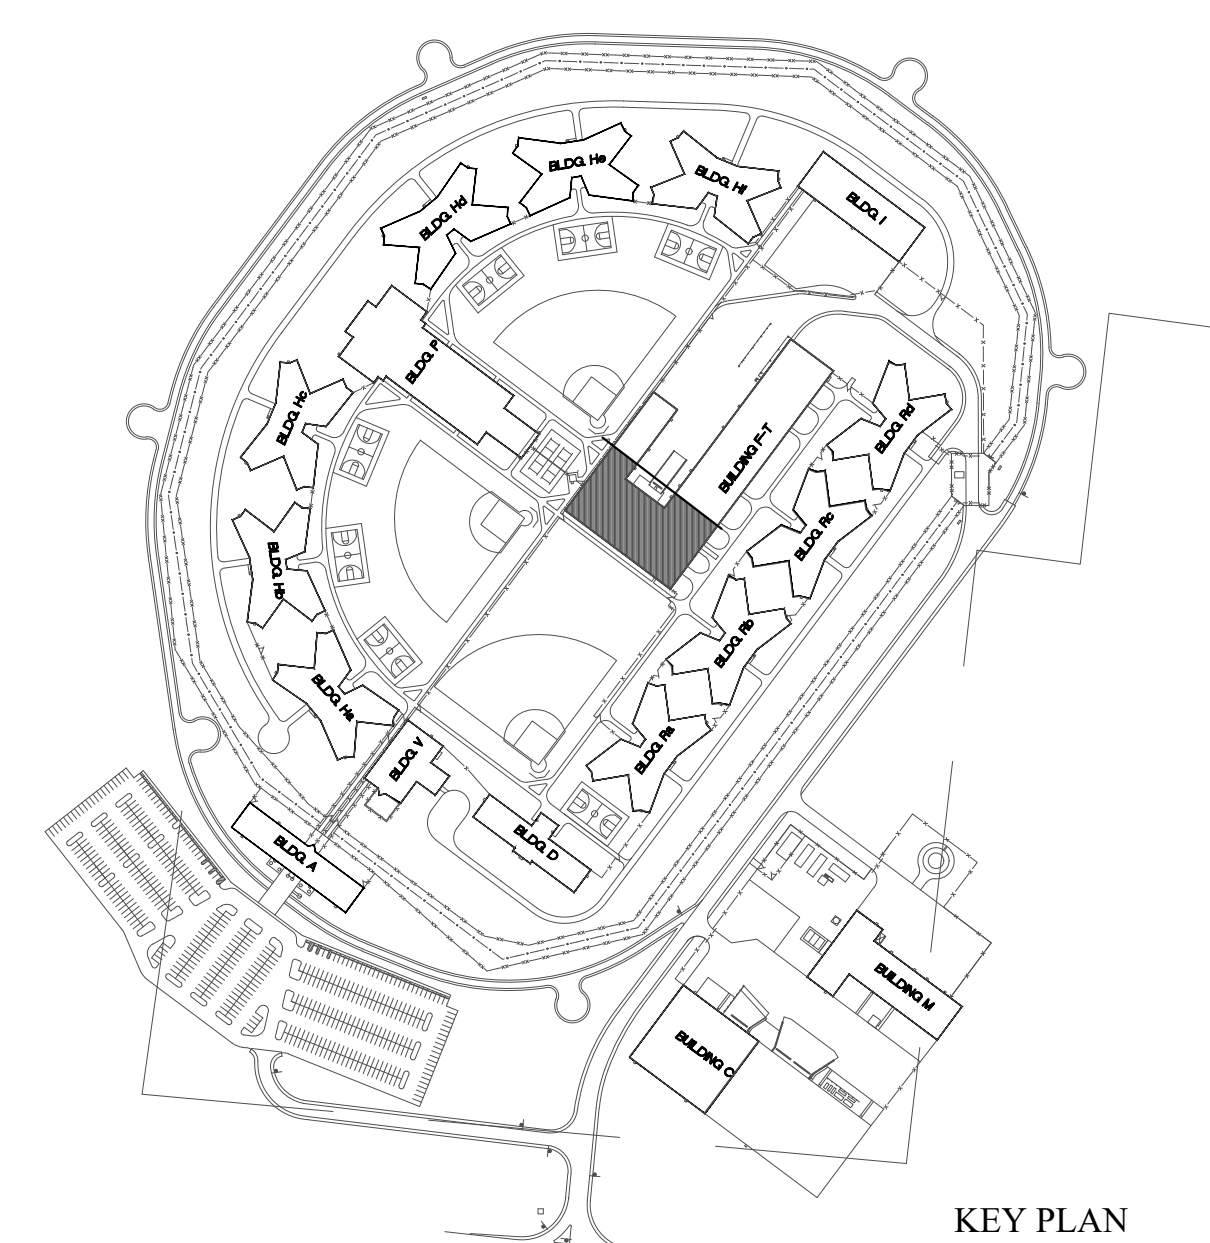 BLDG. He
BLDG. Hf
BLDG. Hd
BLDG. I
BLDG. P
BLDG. Hc
BLDG. Rd
BUILDING F-T
BLDG. Rc
BLDG. Hb
BLDG. Rb
BLDG. Ha
BLDG. Ra
BLDG. V
BLDG. D
BLDG. A
BUILDING M
BUILDING C
KEY PLAN